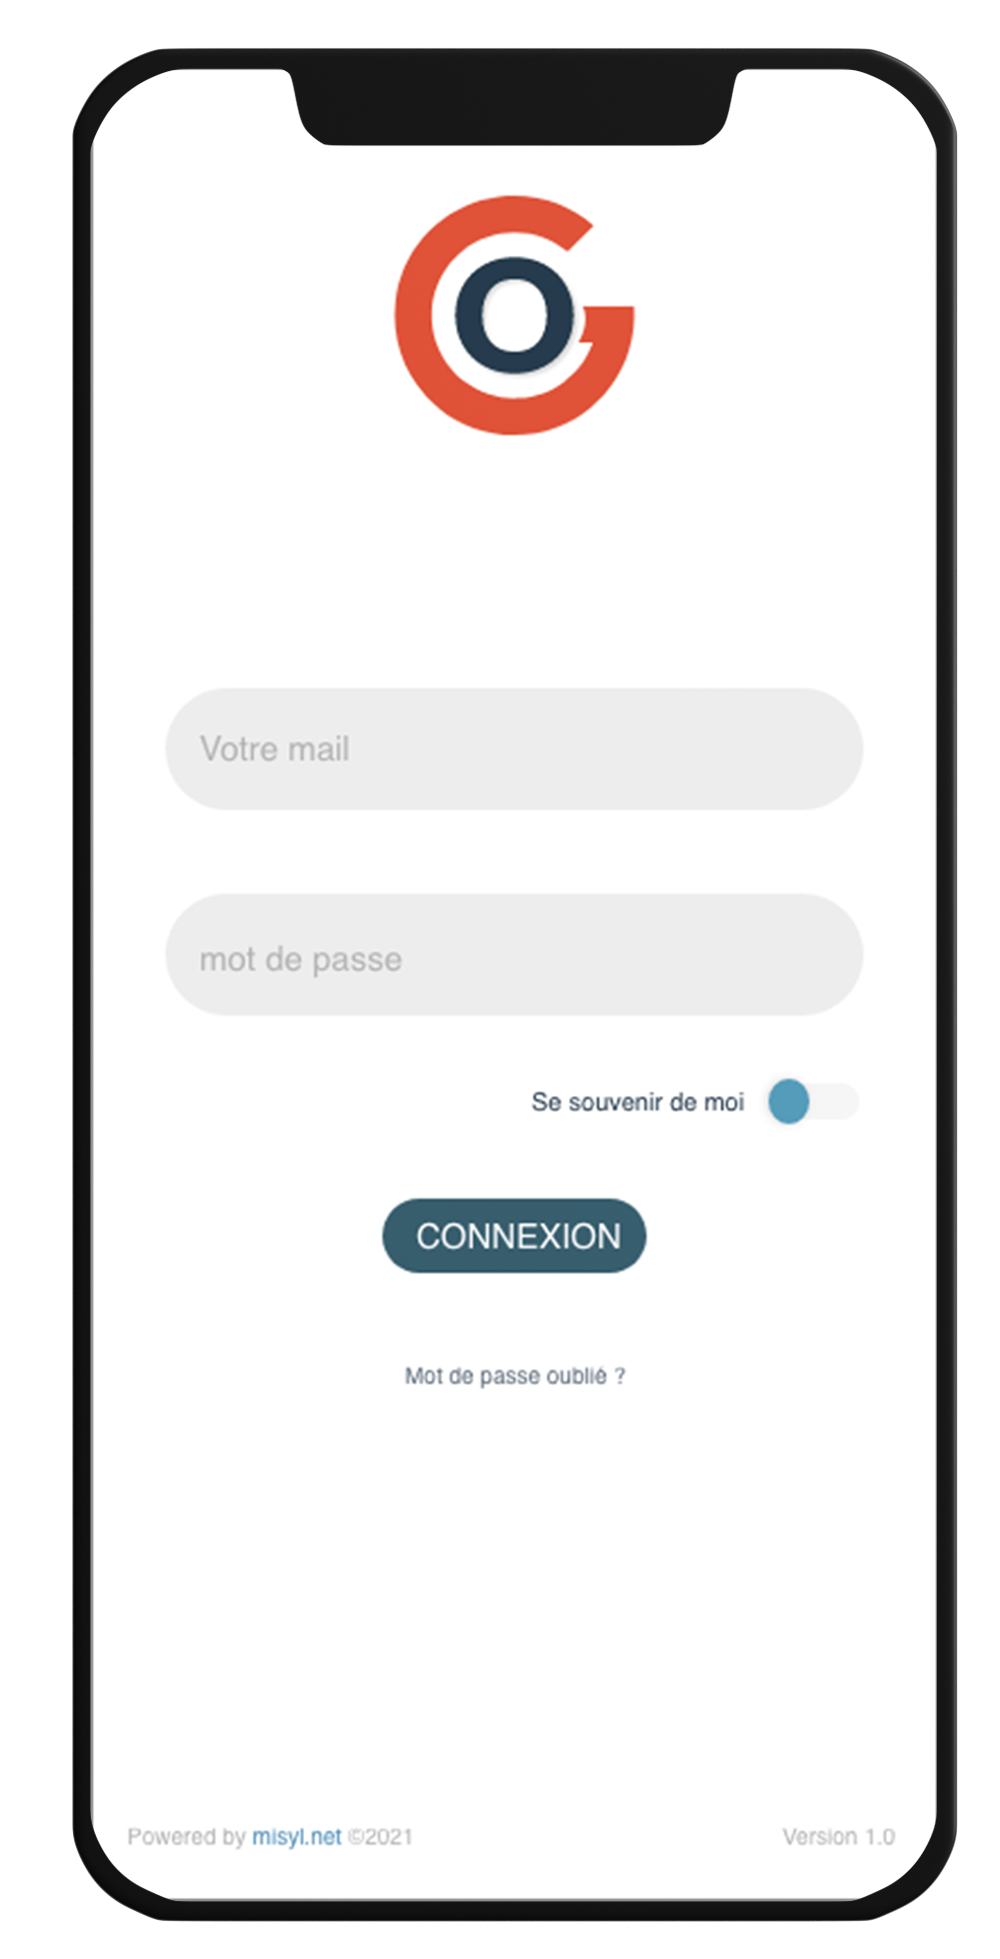 GO
Votre mail
mot de passe
Se souvenir de moi
CONNEXION
Mot de passe oublié ?
Powered by misyl.net ©2021
Version 1.0